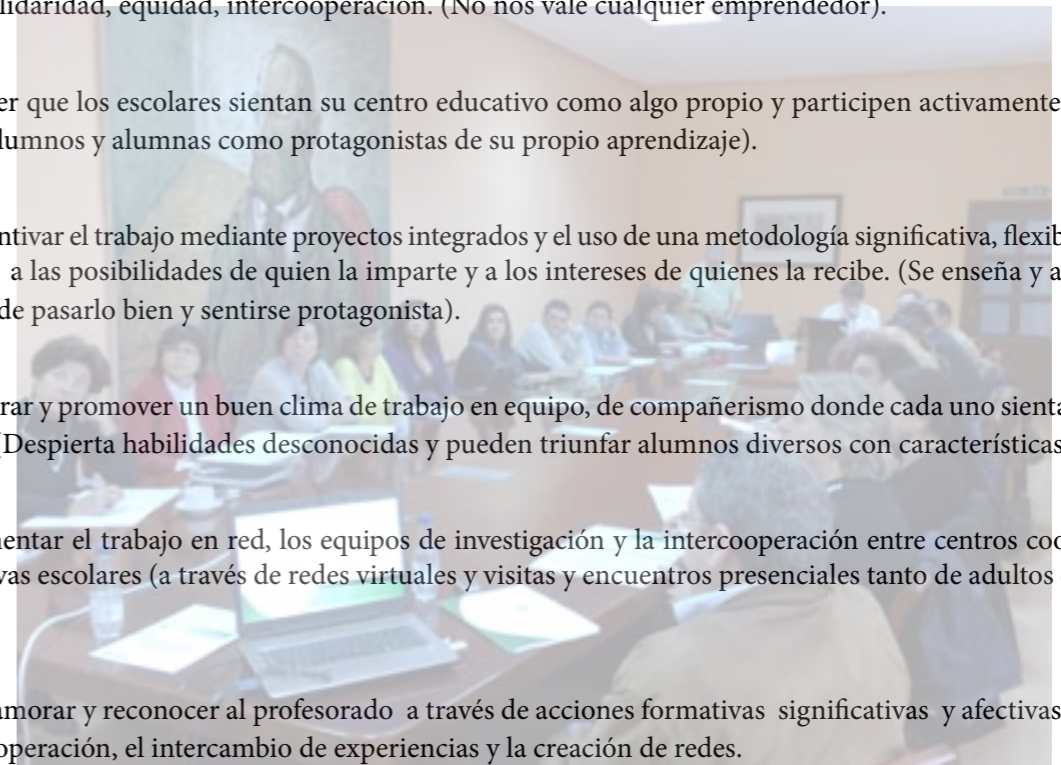 lidaridad, equidad, intercooperación. (No nos vale cualquier emprendedor).
er que los escolares sientan su centro educativo como algo propio y participen activamente
lumnos y alumnas como protagonistas de su propio aprendizaje).
ntivar el trabajo mediante proyectos integrados y el uso de una metodología significativa, flexib
a las posibilidades de quien la imparte y a los intereses de quienes la recibe. (Se enseña y a
de pasarlo bien y sentirse protagonista).
rar y promover un buen clima de trabajo en equipo, de compañerismo donde cada uno sienta
(Despierta habilidades desconocidas y pueden triunfar alumnos diversos con características
entar el trabajo en red, los equipos de investigación y la intercooperación entre centros coo
vas escolares (a través de redes virtuales y visitas y encuentros presenciales tanto de adultos
amorar y reconocer al profesorado a través de acciones formativas significativas y afectivas
operación, el intercambio de experiencias y la creación de redes.